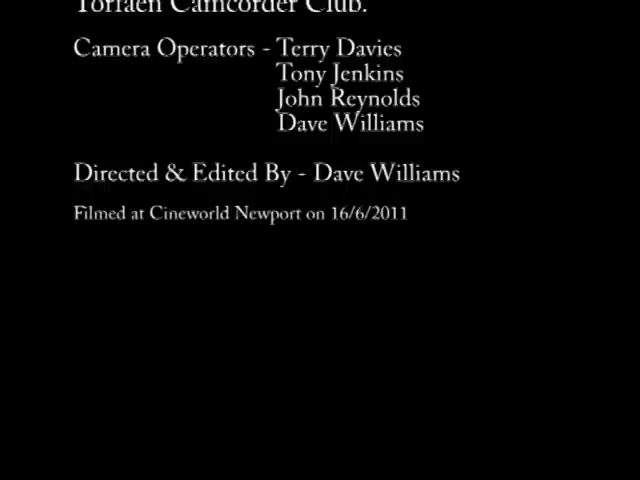 Torfaen Camcorder Club.
Camera Operators - Terry Davies
Tony Jenkins
John Reynolds
Dave Williams
Directed & Edited By - Dave Williams
Filmed at Cineworld Newport on 16/6/2011